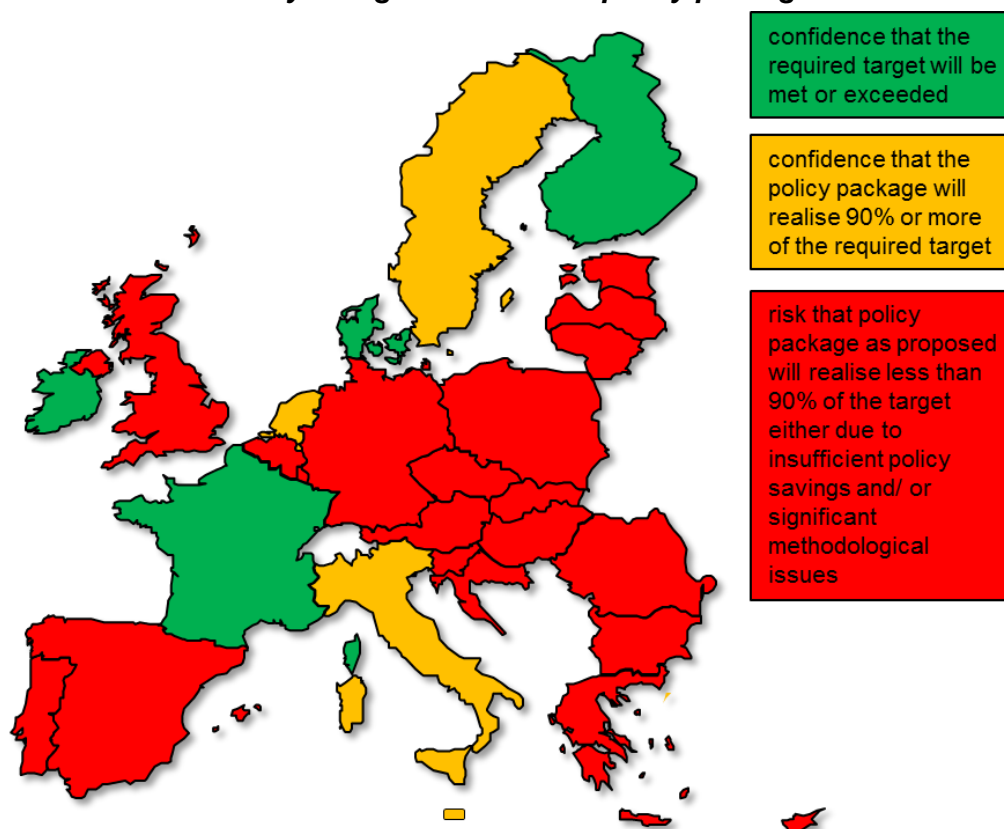 confidence that the
required target will be
met or exceeded
confidence that the
policy package will
realise 90% or more
of the required target
risk that policy
package as proposed
will realise less than
90% of the target
either due to
insufficient policy
savings and/ or
significant
methodological
issues